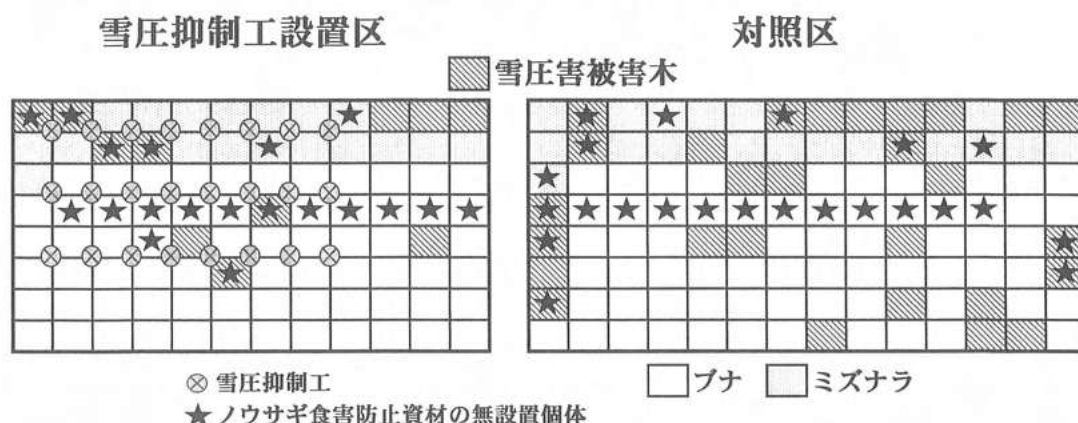 雪圧抑制工設置区
対照区
雪圧害被害木
ブナ
ミズナラ
雪圧抑制工
ノウサギ食害防止資材の無設置個体